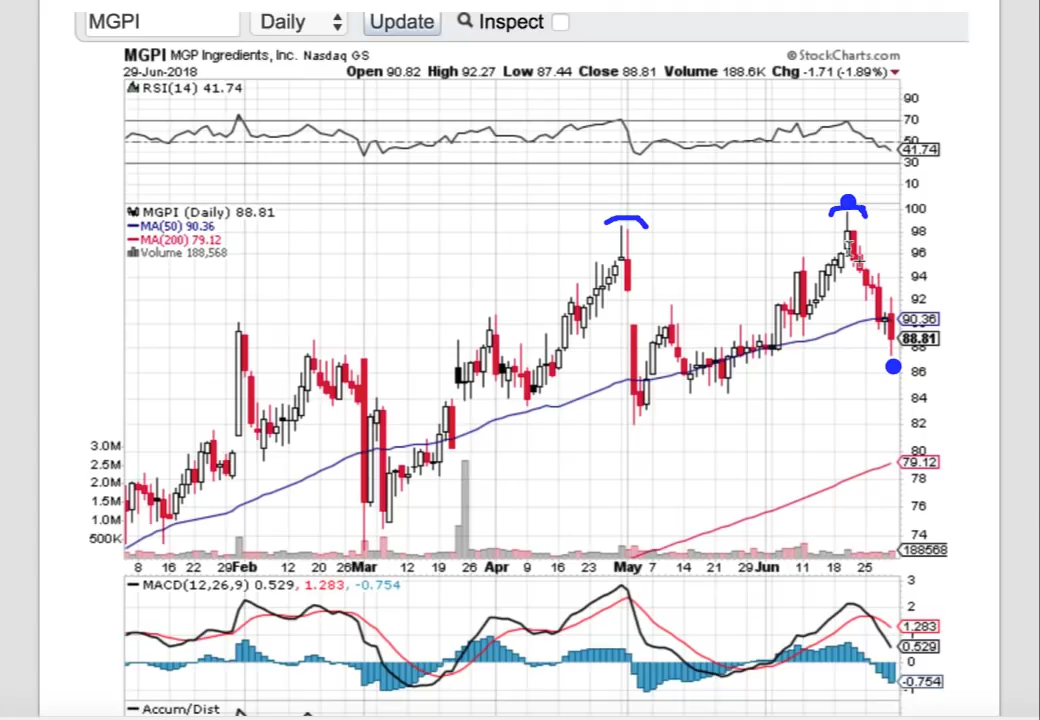 MGPI Daily Update Inspect
MGPI MGP Ingredients, Inc. Nasdaq GS © StockCharts.com
29-Jun-2018 Open 90.82 High 92.27 Low 87.44 Close 88.81 Volume 188.6K Chg -1.71 (-1.89%)
RSI(14) 41.74
90
70
50
41.74
30
10
MGPI (Daily) 88.81
MA(50) 90.36
MA(200) 79.12
Volume 188,568
100
98
96
94
92
90.36
88.81
88
86
84
82
80
79.12
78
76
74
188568
3.0M
2.5M
2.0M
1.5M
1.0M
500K
8 16 22 29 Feb 12 20 26 Mar 12 19 26 Apr 9 16 23 May 7 14 21 29 Jun 11 18 25
MACD(12,26,9) 0.529, 1.283, -0.754
3
2
1.283
0.529
0
-0.754
-1
Accum/Dist